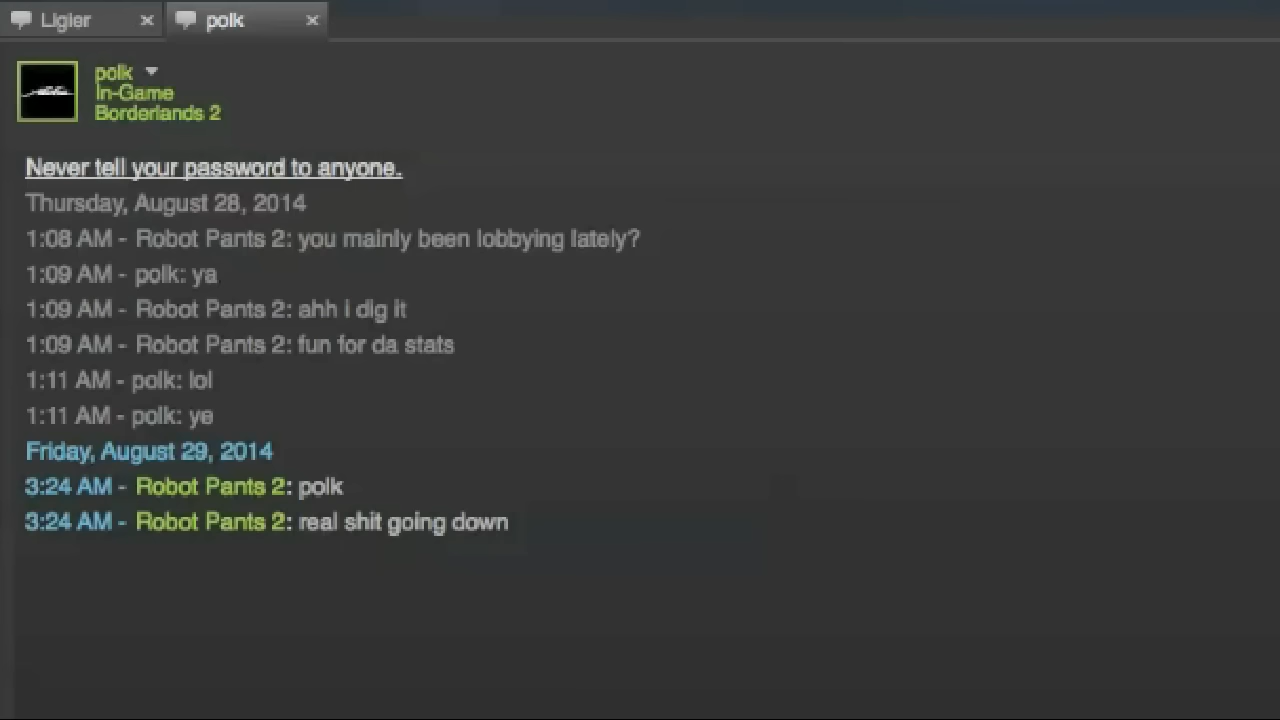 Ligier
polk
polk
In-Game
Borderlands 2
Never tell your password to anyone.
Thursday, August 28, 2014
1:08 AM - Robot Pants 2: you mainly been lobbying lately?
1:09 AM - polk: ya
1:09 AM - Robot Pants 2: ahh i dig it
1:09 AM - Robot Pants 2: fun for da stats
1:11 AM - polk: lol
1:11 AM - polk: ye
Friday, August 29, 2014
3:24 AM - Robot Pants 2: polk
3:24 AM - Robot Pants 2: real shit going down